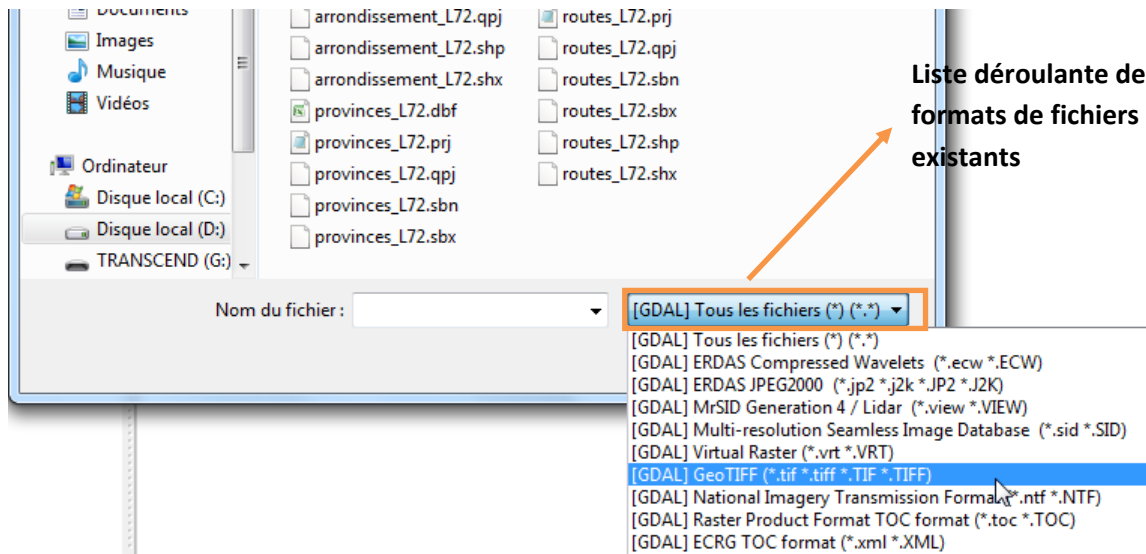 Documents
Images
Musique
Vidéos
Ordinateur
Disque local (C:)
Disque local (D:)
TRANSCEND (G:)
arrondissement_L72.qpj
arrondissement_L72.shp
arrondissement_L72.shx
provinces_L72.dbf
provinces_L72.prj
provinces_L72.qpj
provinces_L72.sbn
provinces_L72.sbx
routes_L72.prj
routes_L72.qpj
routes_L72.sbn
routes_L72.sbx
routes_L72.shp
routes_L72.shx
Liste déroulante de
formats de fichiers
existants
Nom du fichier :
[GDAL] Tous les fichiers (*) (*.*)
[GDAL] Tous les fichiers (*) (*.*)
[GDAL] ERDAS Compressed Wavelets (*.ecw *.ECW)
[GDAL] ERDAS JPEG2000 (*.jp2 *.j2k *.JP2 *.J2K)
[GDAL] MrSID Generation 4 / Lidar (*.view *.VIEW)
[GDAL] Multi-resolution Seamless Image Database (*.sid *.SID)
[GDAL] Virtual Raster (*.vrt *.VRT)
[GDAL] GeoTIFF (*.tif *.tiff *.TIF *.TIFF)
[GDAL] National Imagery Transmission Format (*.ntf *.NTF)
[GDAL] Raster Product Format TOC format (*.toc *.TOC)
[GDAL] ECRG TOC format (*.xml *.XML)